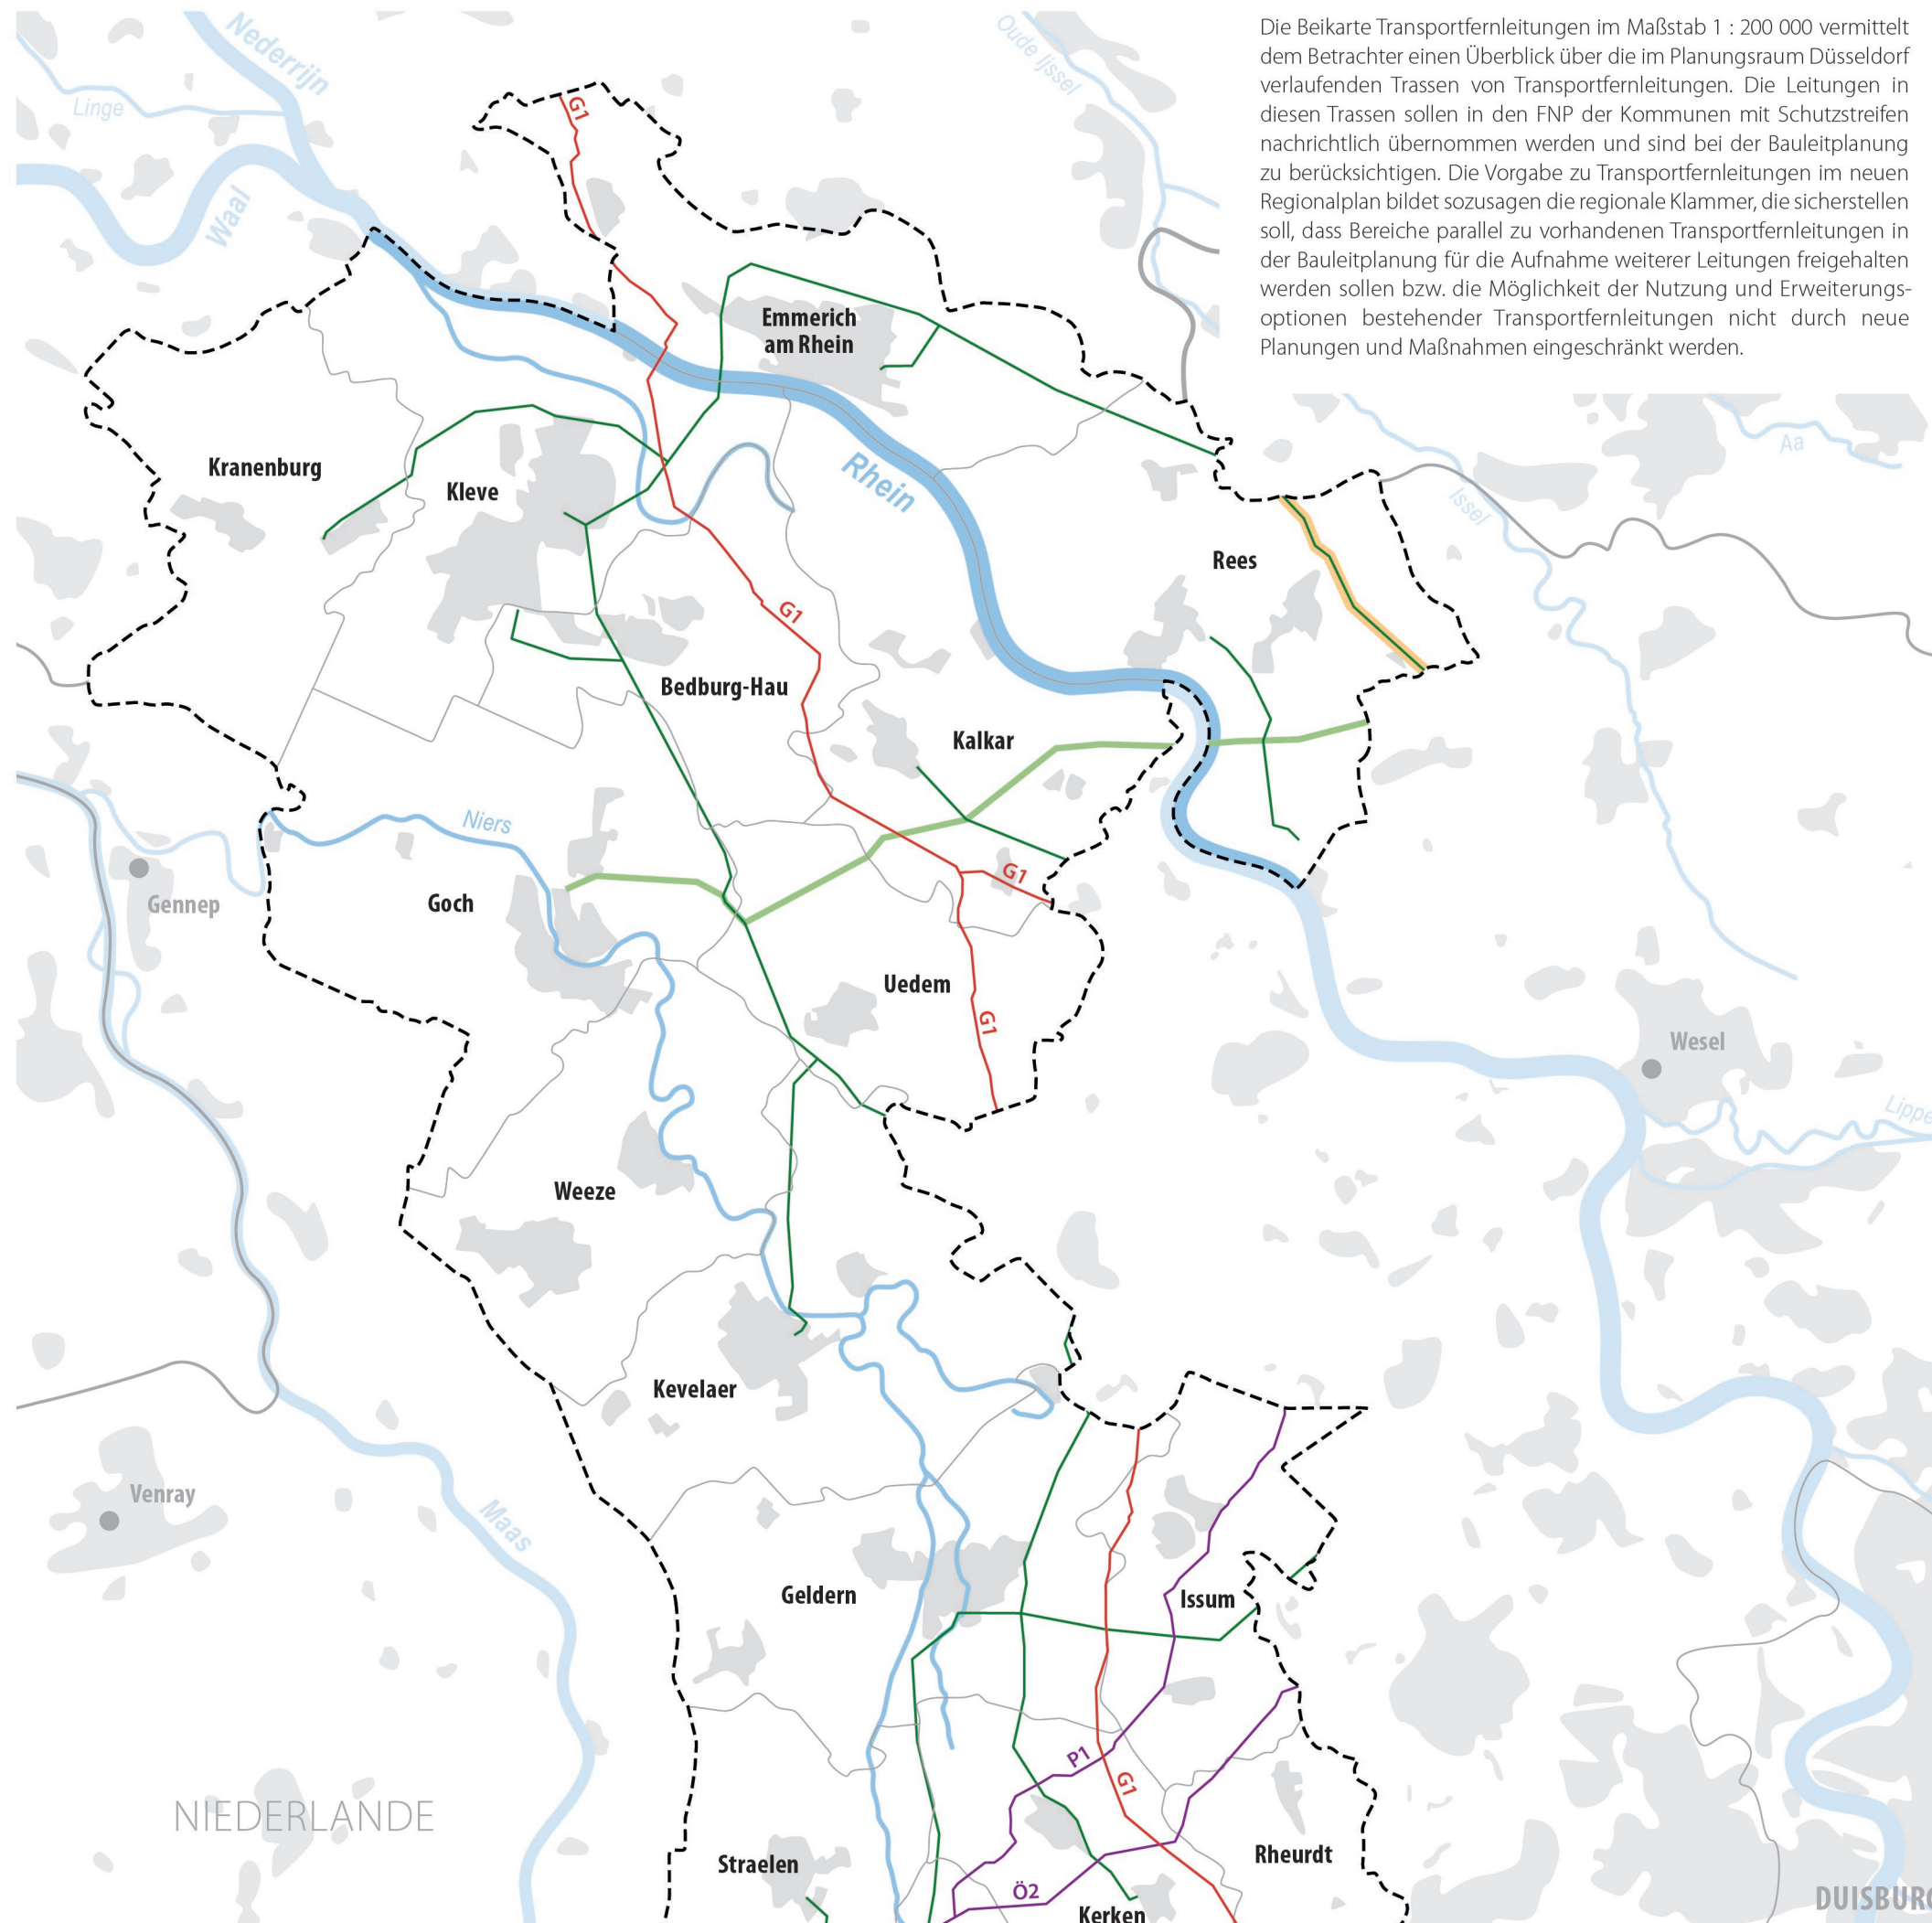 Die Beikarte Transportfernleitungen im Maßstab 1 : 200 000 vermittelt
dem Betrachter einen Überblick über die im Planungsraum Düsseldorf
verlaufenden Trassen von Transportfernleitungen. Die Leitungen in
diesen Trassen sollen in den FNP der Kommunen mit Schutzstreifen
nachrichtlich übernommen werden und sind bei der Bauleitplanung
zu berücksichtigen. Die Vorgabe zu Transportfernleitungen im neuen
Regionalplan bildet sozusagen die regionale Klammer, die sicherstellen
soll, dass Bereiche parallel zu vorhandenen Transportfernleitungen in
der Bauleitplanung für die Aufnahme weiterer Leitungen freigehalten
werden sollen bzw. die Möglichkeit der Nutzung und Erweiterungs-
optionen bestehender Transportfernleitungen nicht durch neue
Planungen und Maßnahmen eingeschränkt werden.
Nederrijn
Oude Ijssel
Linge
G1
Waal
Emmerich
am Rhein
Aa
Kranenburg
Kleve
Rhein
Issel
Rees
G1
Bedburg-Hau
Kalkar
Niers
G1
Gennep
Goch
Uedem
G1
Wesel
Lippe
Weeze
Kevelaer
Venray
Maas
Geldern
Issum
P1
G1
NIEDERLANDE
Straelen
Rheurdt
Ö2
DUISBURG
Kerken